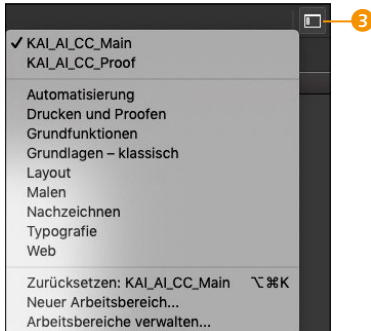 3
✓ KAI_AI_CC_Main
KAI_AI_CC_Proof
Automatisierung
Drucken und Proofen
Grundfunktionen
Grundlagen – klassisch
Layout
Malen
Nachzeichnen
Typografie
Web
Zurücksetzen: KAI_AI_CC_Main ⌥⌘K
Neuer Arbeitsbereich...
Arbeitsbereiche verwalten...